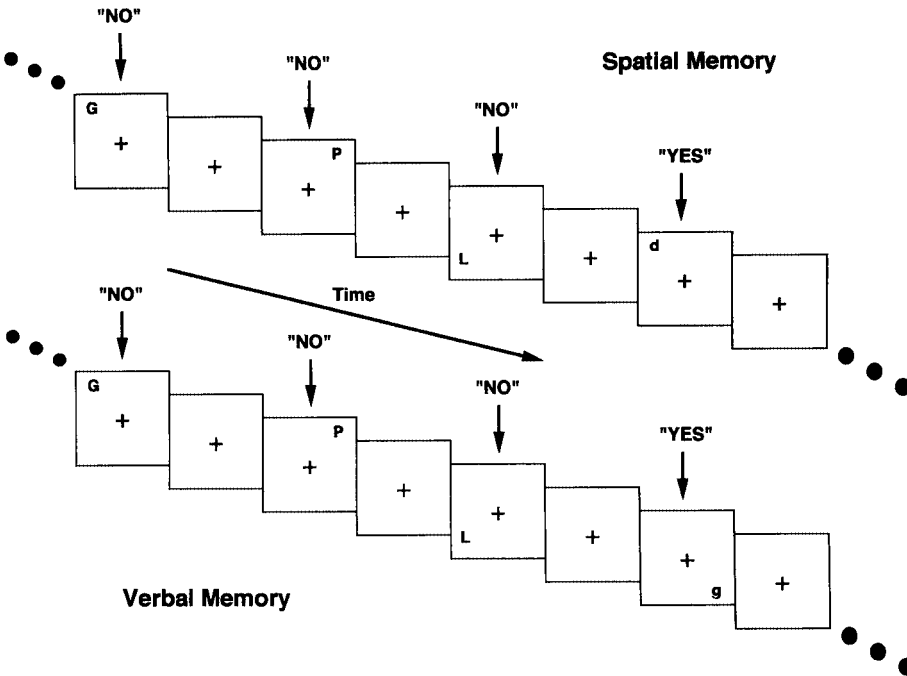 "NO"
"NO"
Spatial Memory
"NO"
"YES"
G
+
+
P
+
+
L
+
+
d
+
+
Time
"NO"
"NO"
"NO"
"YES"
G
+
+
P
+
+
L
+
+
+
g
+
Verbal Memory